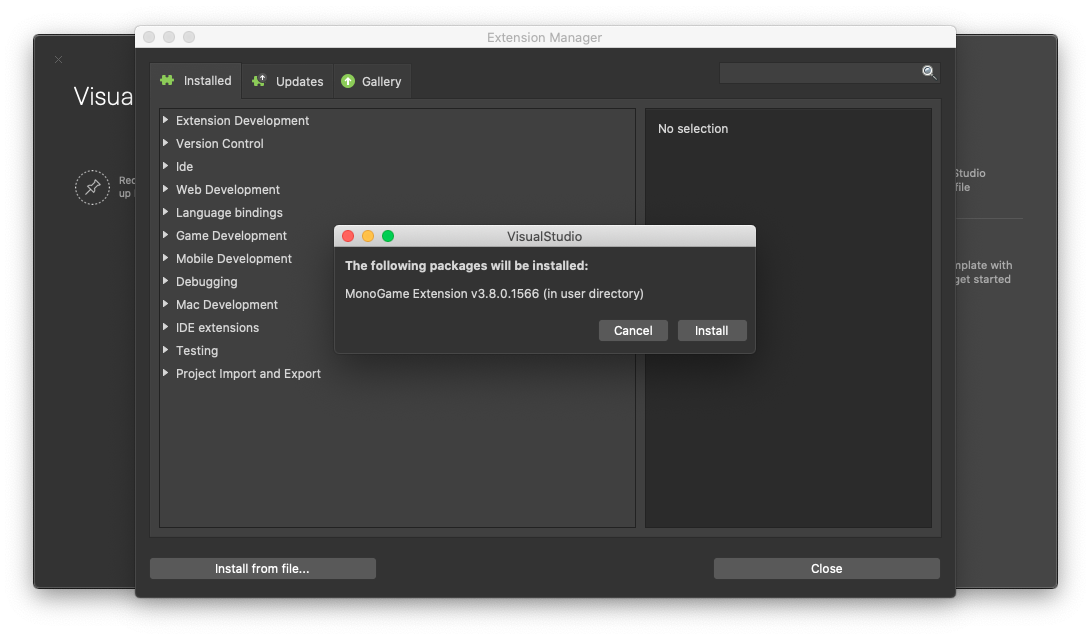 Extension Manager
Visua
Installed
Updates
Gallery
Extension Development
Version Control
Ide
Web Development
Language bindings
Game Development
Mobile Development
Debugging
Mac Development
IDE extensions
Testing
Project Import and Export
No selection
VisualStudio
The following packages will be installed:
MonoGame Extension v3.8.0.1566 (in user directory)
Cancel
Install
Rec
up
Studio
file
mplate with
get started
Install from file...
Close